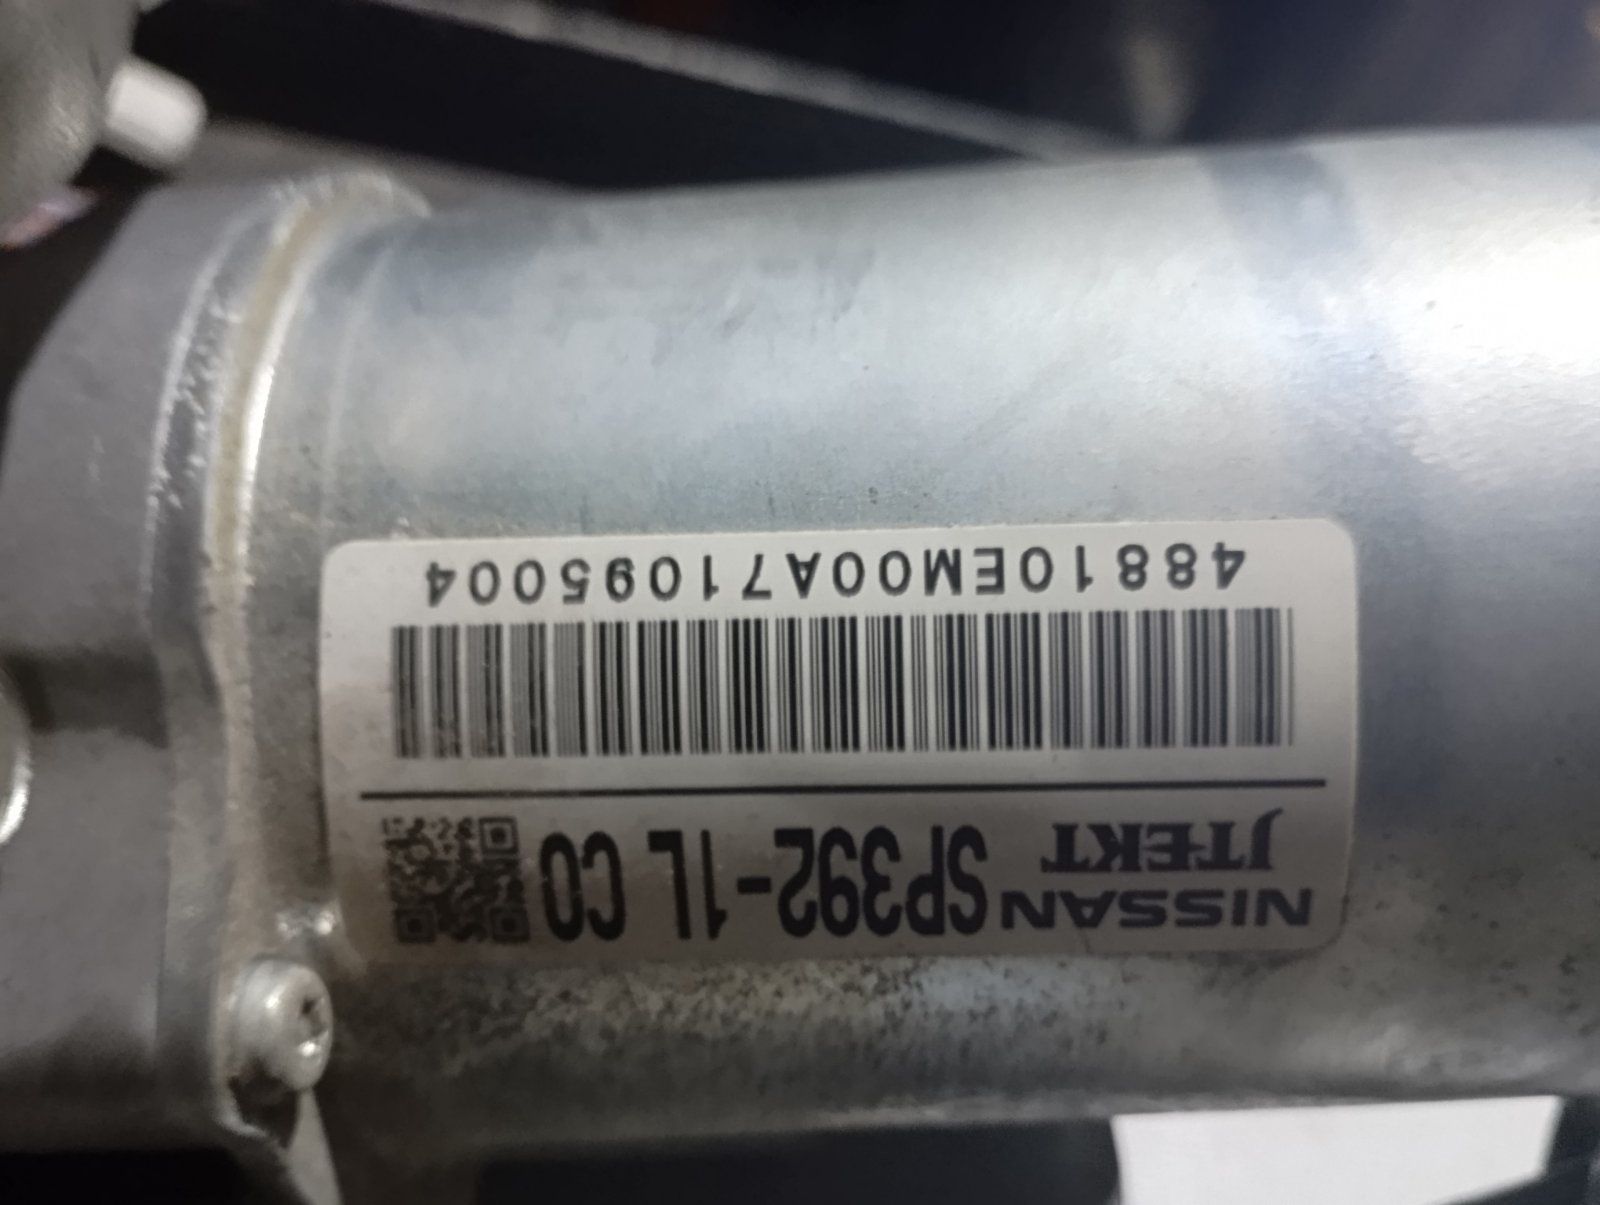 NISSAN SP392-1L C0
JTEKT
48810EM00A71095004